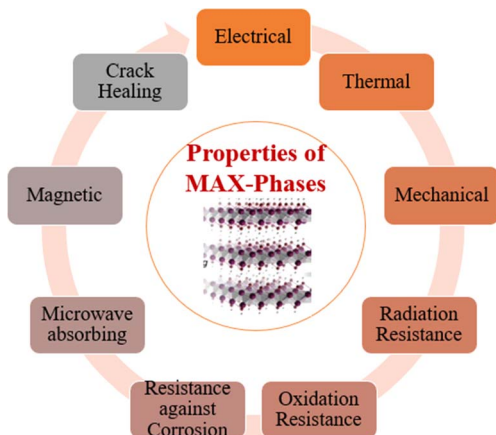 Electrical
Thermal
Mechanical
Radiation
Resistance
Oxidation
Resistance
Resistance
against
Corrosion
Microwave
absorbing
Magnetic
Crack
Healing
Properties of
MAX-Phases